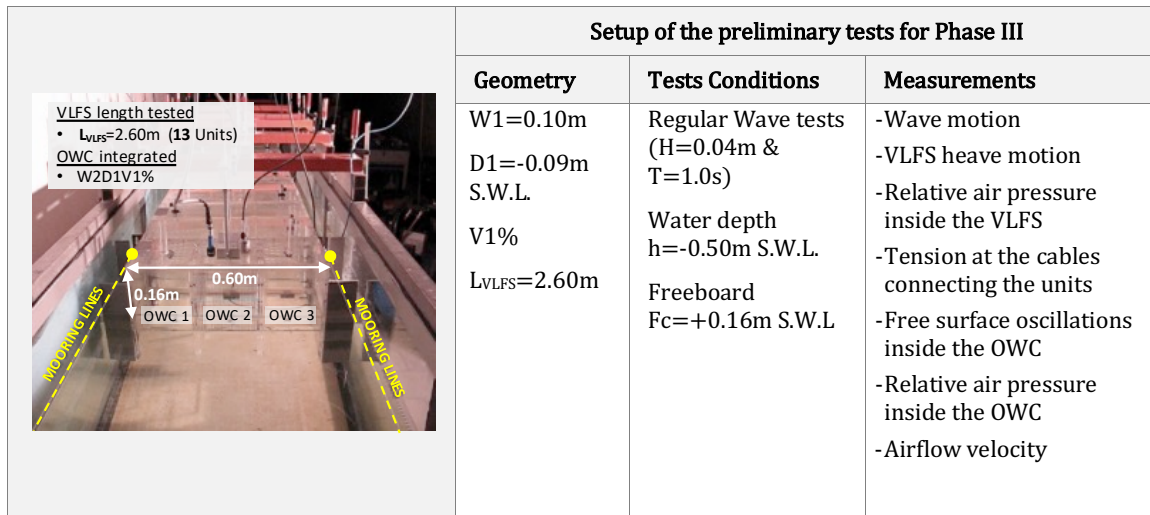 Setup of the preliminary tests for Phase III
Geometry
Tests Conditions
Measurements
VLFS length tested
• LVLFS=2.60m (13 Units)
OWC integrated
• W2D1V1%
0.60m
0.16m
OWC 1
OWC 2
OWC 3
MOORING LINES
MOORING LINES
W1=0.10m
D1=-0.09m
S.W.L.
V1%
LVLFS=2.60m
Regular Wave tests
(H=0.04m &
T=1.0s)
Water depth
h=-0.50m S.W.L.
Freeboard
Fc=+0.16m S.W.L
-Wave motion
-VLFS heave motion
-Relative air pressure
inside the VLFS
-Tension at the cables
connecting the units
-Free surface oscillations
inside the OWC
-Relative air pressure
inside the OWC
-Airflow velocity